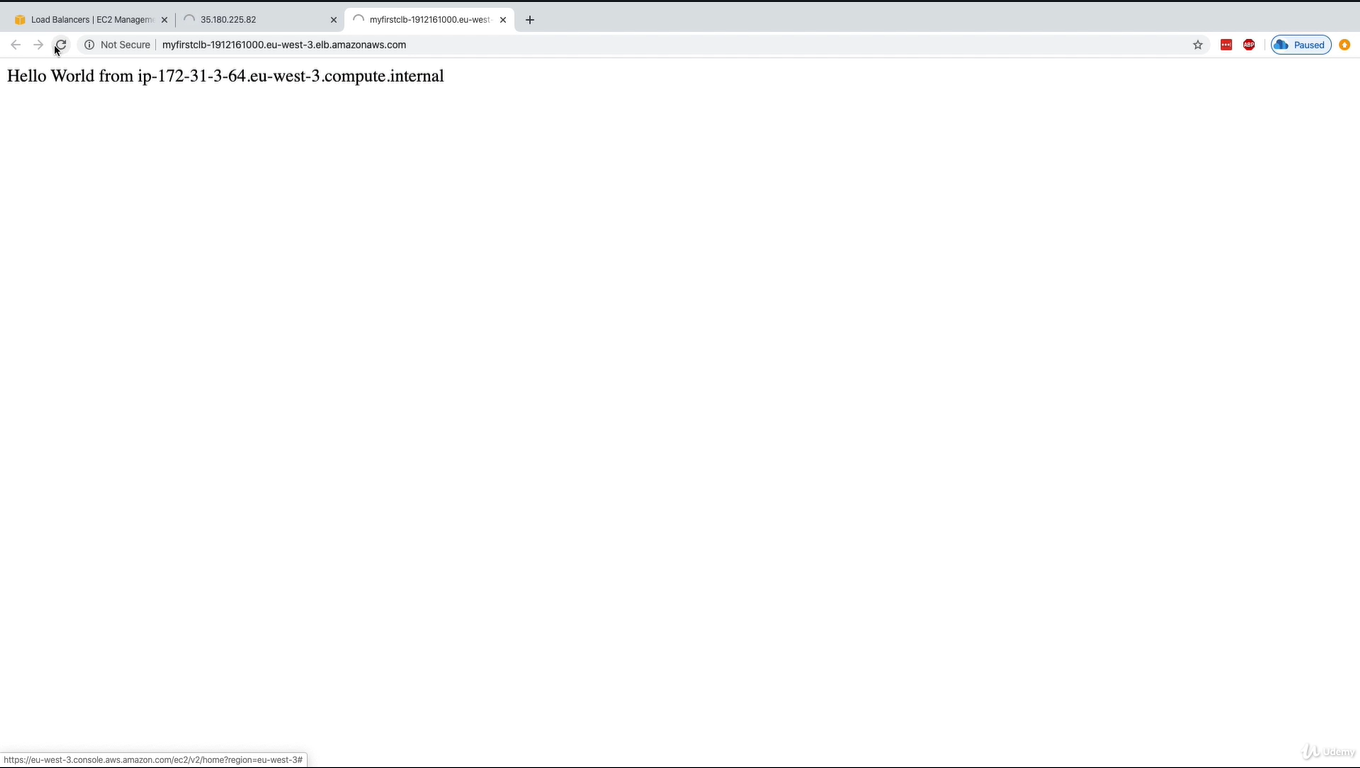 Load Balancers | EC2 Managem
35.180.225.82
myfirstclb-1912161000.eu-west-
Not Secure
myfirstclb-1912161000.eu-west-3.elb.amazonaws.com
ABP
Paused
Hello World from ip-172-31-3-64.eu-west-3.compute.internal
https://eu-west-3.console.aws.amazon.com/ec2/v2/home?region=eu-west-3#
Udemy